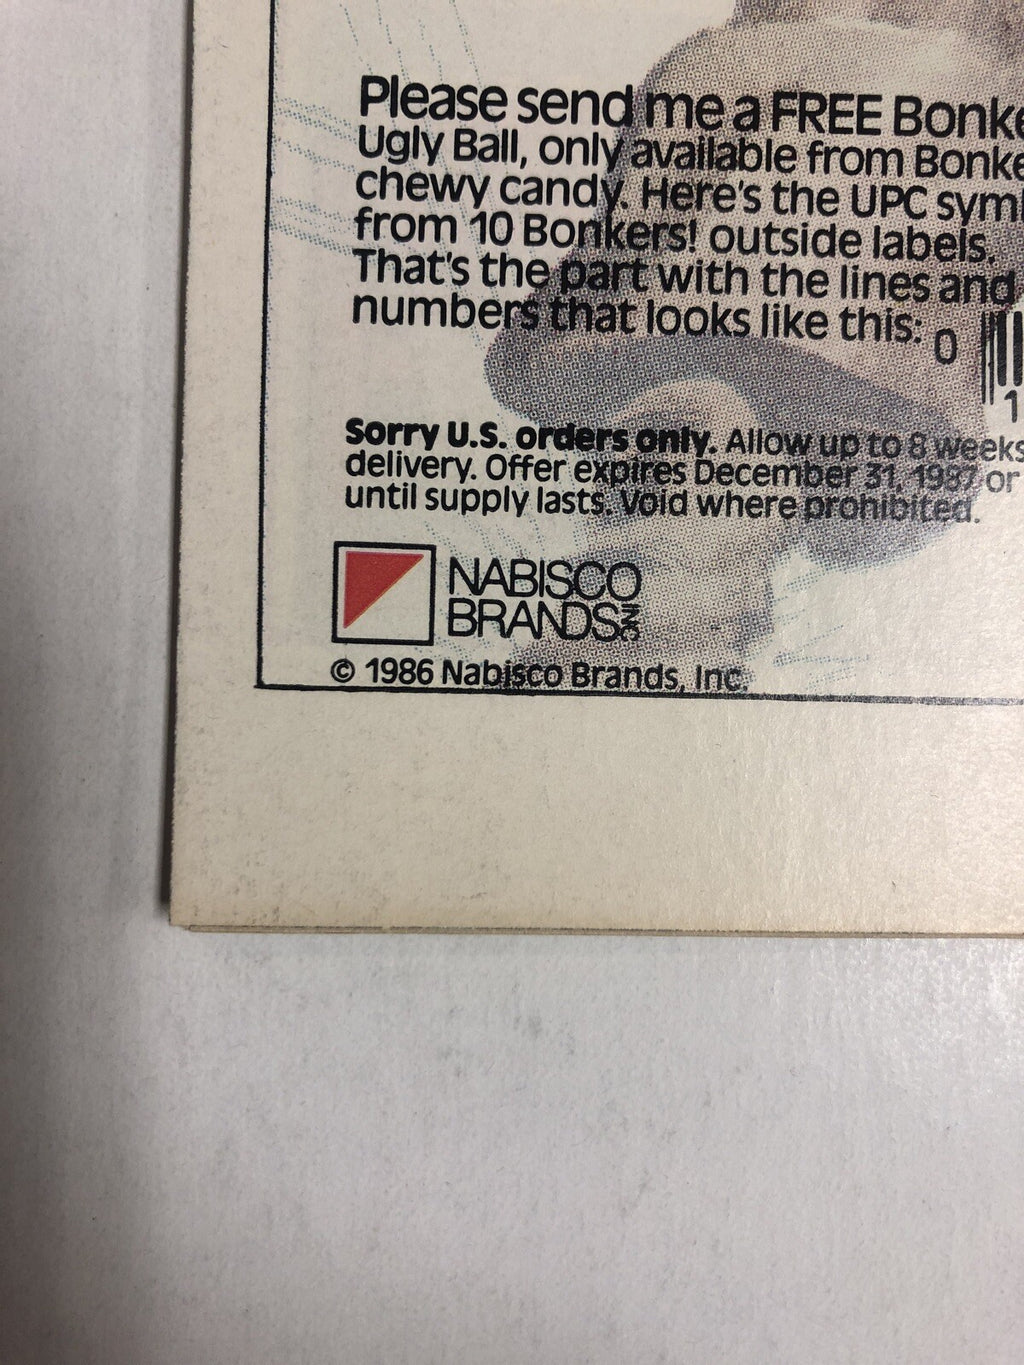 Please send me a FREE Bonke
Ugly Ball, only available from Bonke
chewy candy. Here's the UPC sym
from 10 Bonkers! outside labels.
That's the part with the lines and
numbers that looks like this: 0
1
Sorry U.S. orders only. Allow up to 8 weeks
delivery. Offer expires December 31, 1987 or
until supply lasts. Void where prohibited.
NABISCO
BRANDS INC
© 1986 Nabisco Brands, Inc.